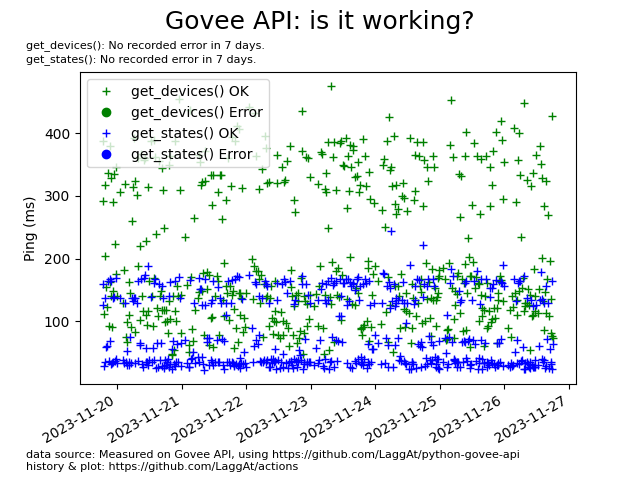 Govee API: is it working?
get_devices(): No recorded error in 7 days.
get_states(): No recorded error in 7 days.
get_devices() OK
get_devices() Error
get_states() OK
get_states() Error
Ping (ms)
400
300
200
100
2023-11-20
2023-11-21
2023-11-22
2023-11-23
2023-11-24
2023-11-25
2023-11-26
2023-11-27
data source: Measured on Govee API, using https://github.com/LaggAt/python-govee-api
history & plot: https://github.com/LaggAt/actions